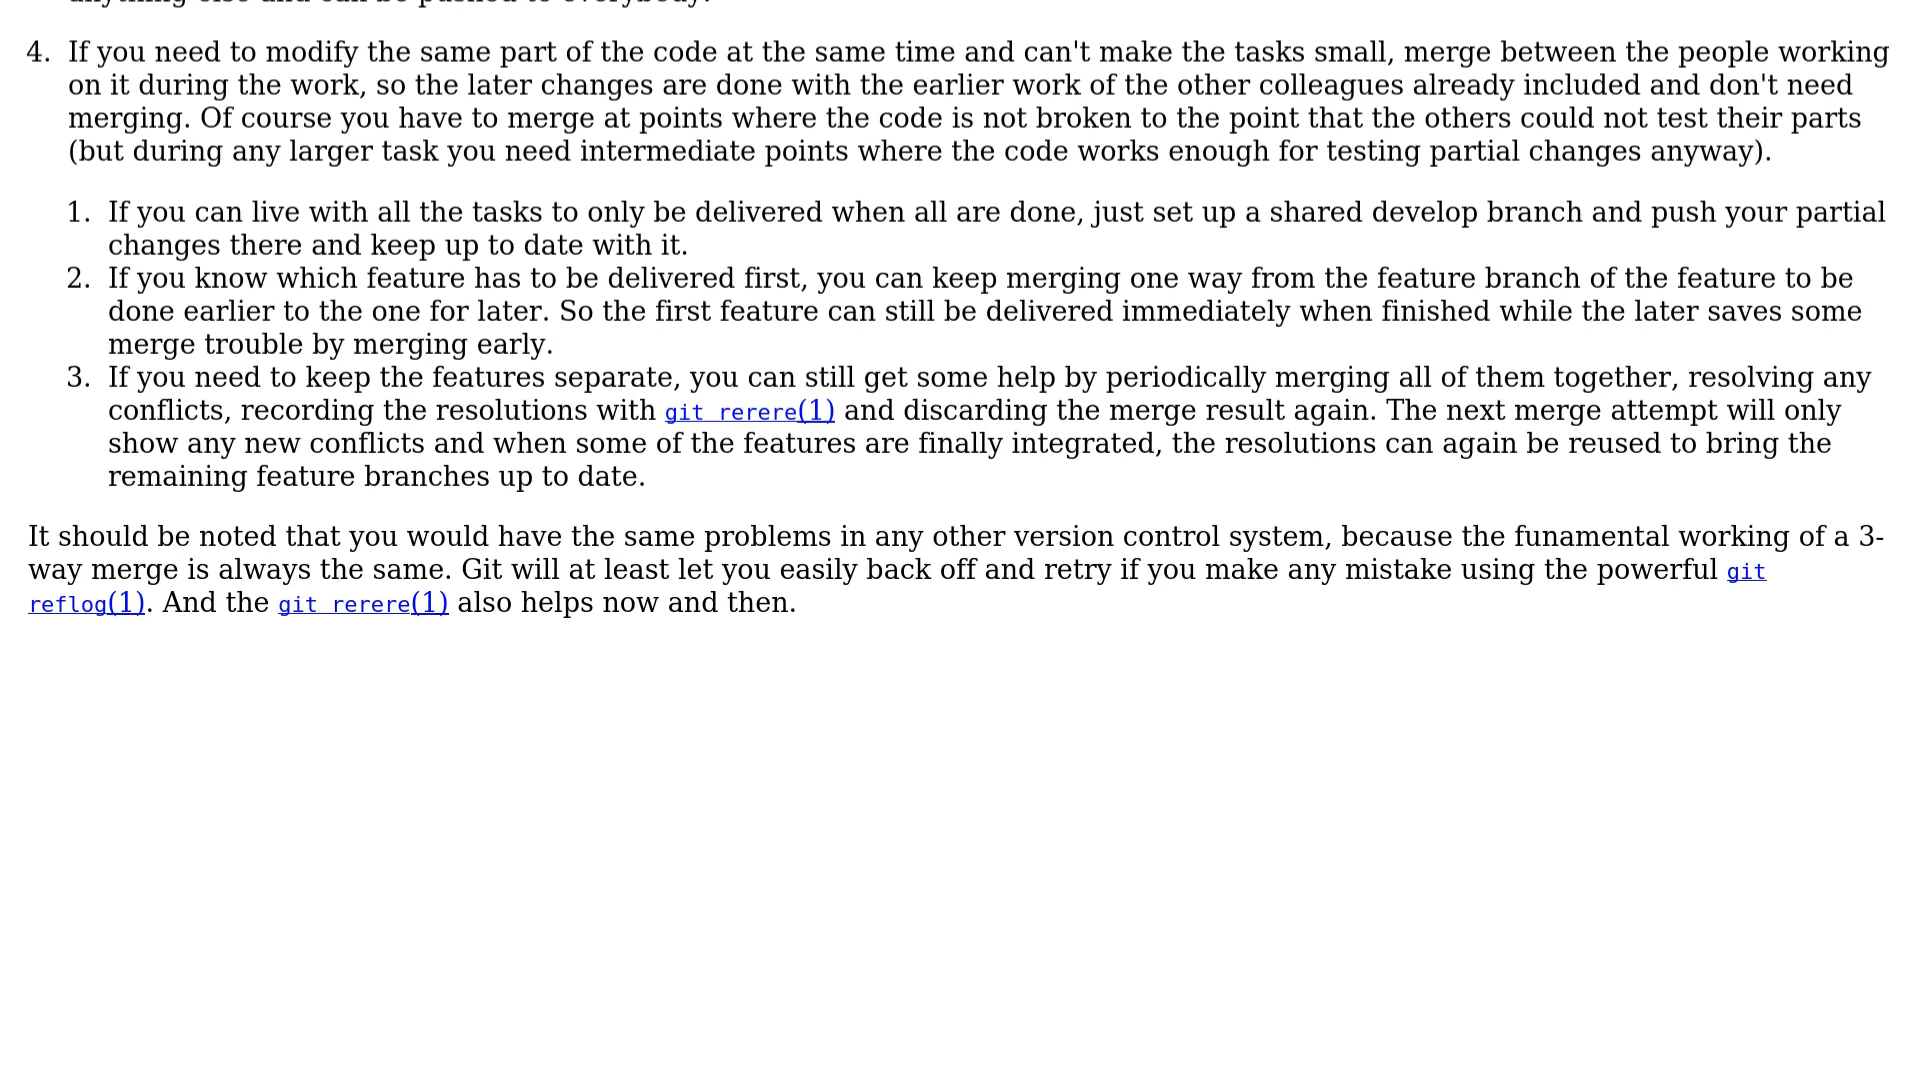 anything else and can be pushed to everybody.
4. If you need to modify the same part of the code at the same time and can't make the tasks small, merge between the people working
on it during the work, so the later changes are done with the earlier work of the other colleagues already included and don't need
merging. Of course you have to merge at points where the code is not broken to the point that the others could not test their parts
(but during any larger task you need intermediate points where the code works enough for testing partial changes anyway).
1. If you can live with all the tasks to only be delivered when all are done, just set up a shared develop branch and push your partial
changes there and keep up to date with it.
2. If you know which feature has to be delivered first, you can keep merging one way from the feature branch of the feature to be
done earlier to the one for later. So the first feature can still be delivered immediately when finished while the later saves some
merge trouble by merging early.
3. If you need to keep the features separate, you can still get some help by periodically merging all of them together, resolving any
conflicts, recording the resolutions with git rerere(1) and discarding the merge result again. The next merge attempt will only
show any new conflicts and when some of the features are finally integrated, the resolutions can again be reused to bring the
remaining feature branches up to date.
It should be noted that you would have the same problems in any other version control system, because the funamental working of a 3-
way merge is always the same. Git will at least let you easily back off and retry if you make any mistake using the powerful git
reflog(1). And the git rerere(1) also helps now and then.